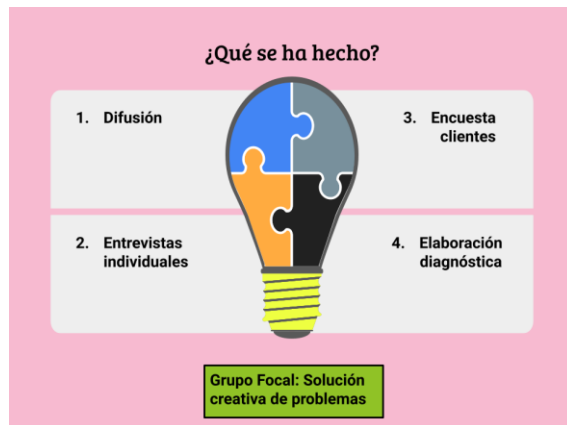 ¿Qué se ha hecho?
1. Difusión
2. Entrevistas
individuales
3. Encuesta
clientes
4. Elaboración
diagnóstica
Grupo Focal: Solución
creativa de problemas